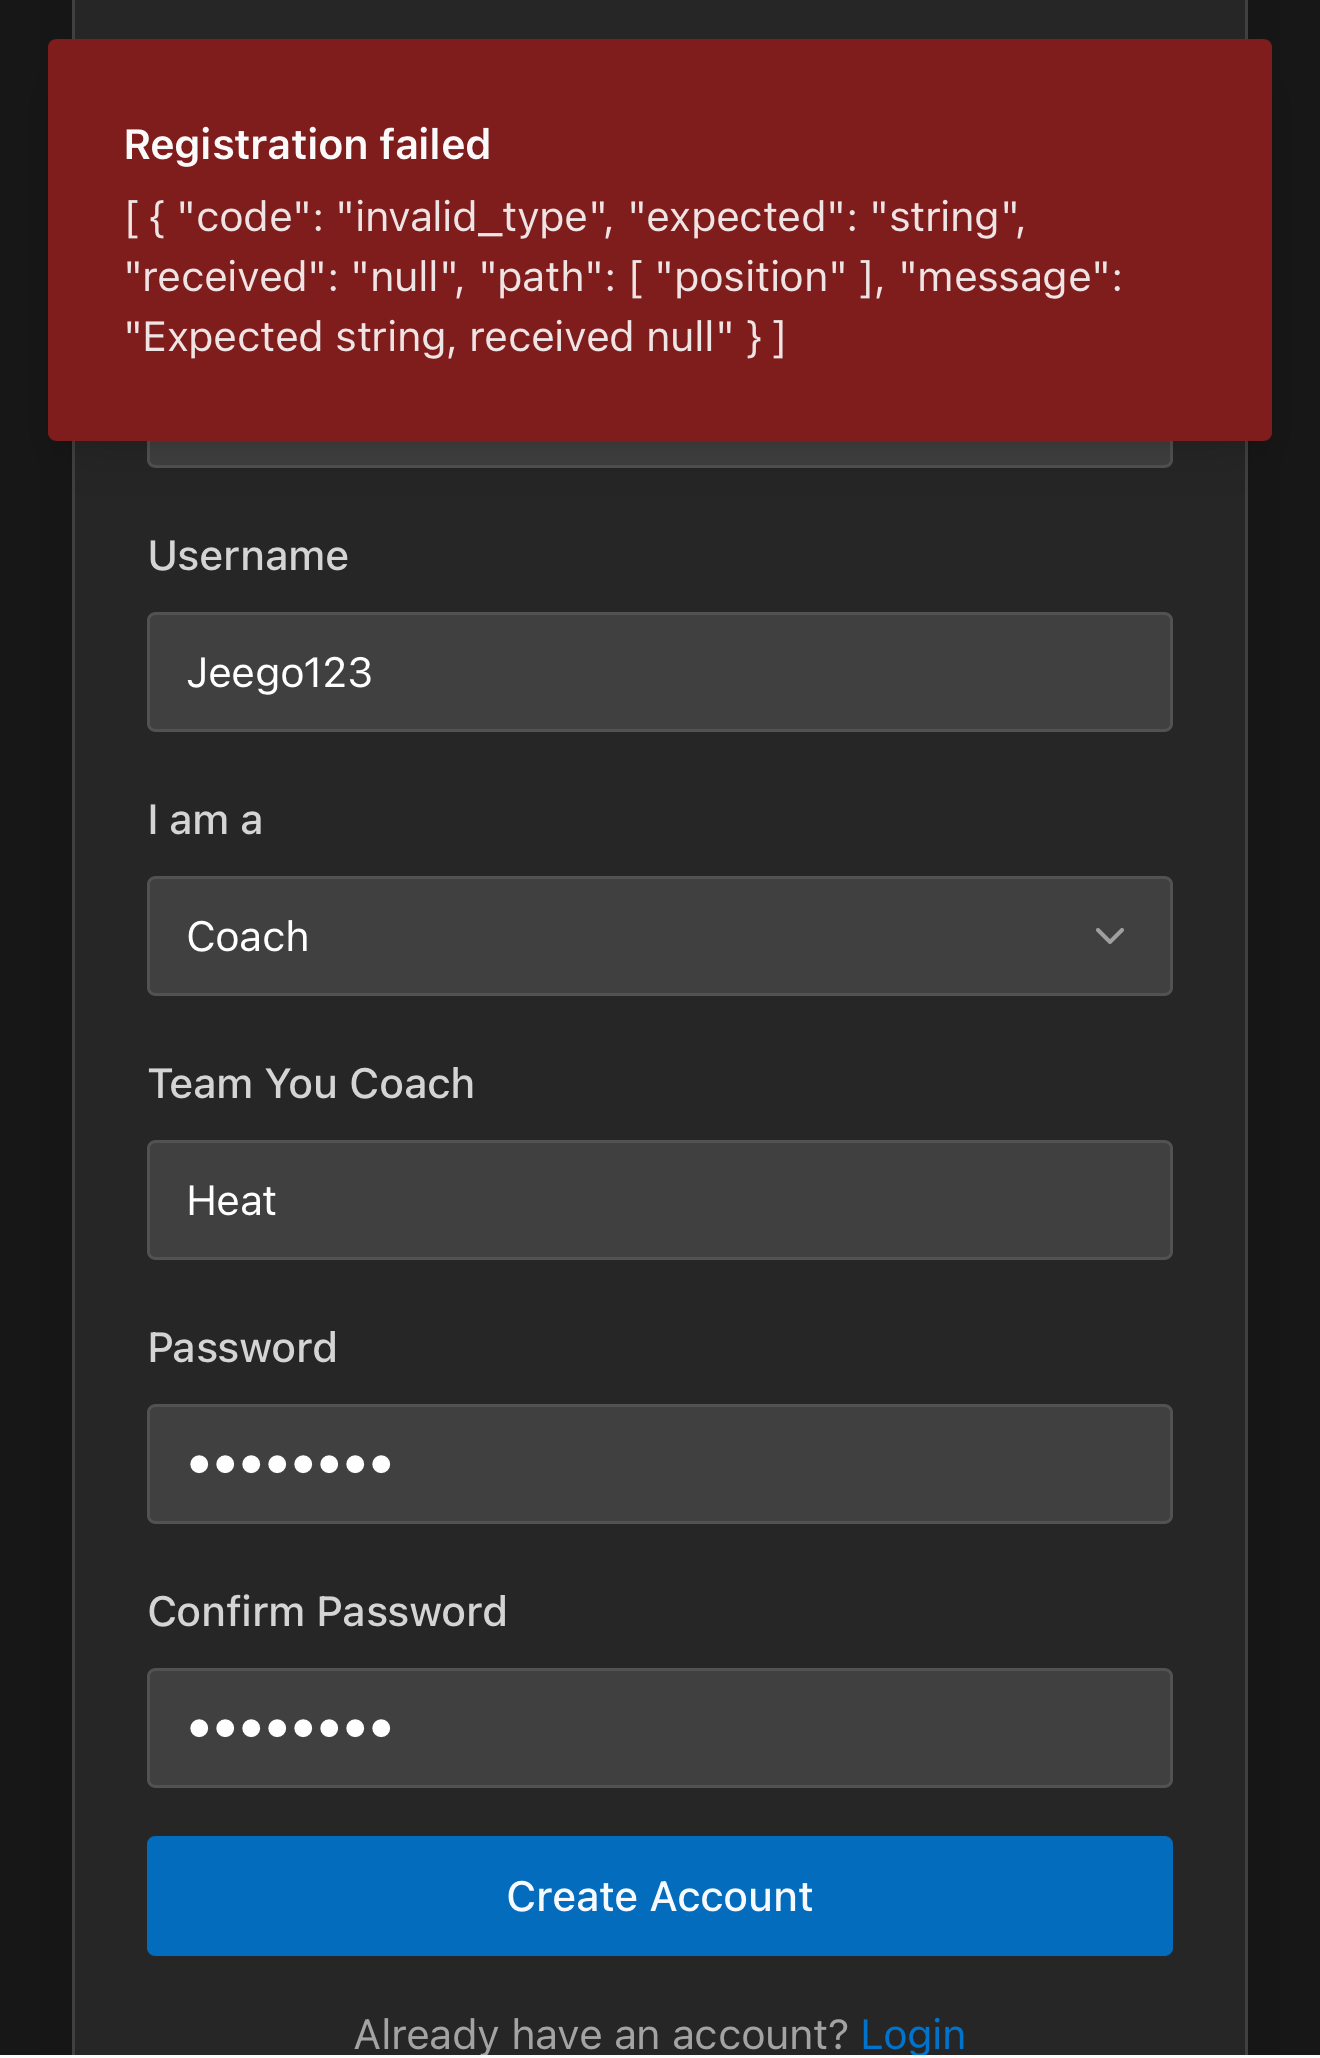 Registration failed
[ { "code": "invalid_type", "expected": "string",
"received": "null", "path": [ "position" ], "message":
"Expected string, received null" } ]
Username
Jeego123
I am a
Coach
Team You Coach
Heat
Password
••••••••
Confirm Password
••••••••
Create Account
Already have an account? Login